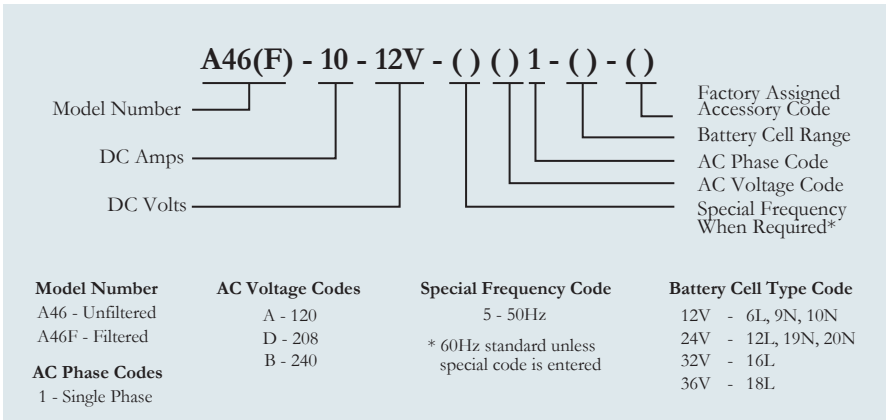 A46(F) - 10 - 12V - ( ) ( ) 1 - ( ) - ( )
Model Number
DC Amps
DC Volts
Factory Assigned
Accessory Code
Battery Cell Range
AC Phase Code
AC Voltage Code
Special Frequency
When Required*
Model Number
A46 - Unfiltered
A46F - Filtered
AC Phase Codes
1 - Single Phase
AC Voltage Codes
A - 120
D - 208
B - 240
Special Frequency Code
5 - 50Hz
* 60Hz standard unless
special code is entered
Battery Cell Type Code
12V - 6L, 9N, 10N
24V - 12L, 19N, 20N
32V - 16L
36V - 18L